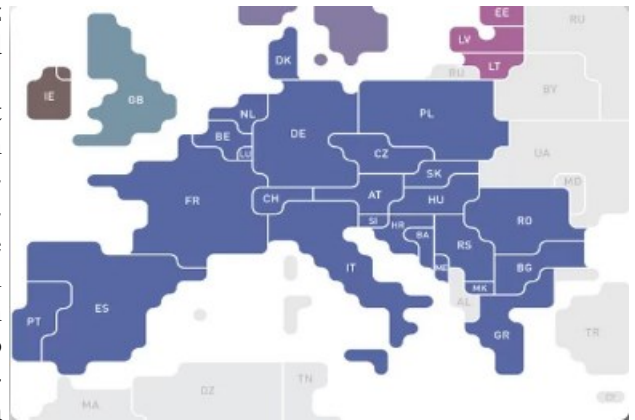 EE
RU
LV
LT
DK
RU
BY
IE
GB
NL
PL
DE
BE
LU
CZ
UA
SK
MD
FR
CH
AT
HU
SI
HR
RO
BA
RS
IT
ME
BG
MK
AL
ES
PT
GR
TR
DZ
TN
MA
CY